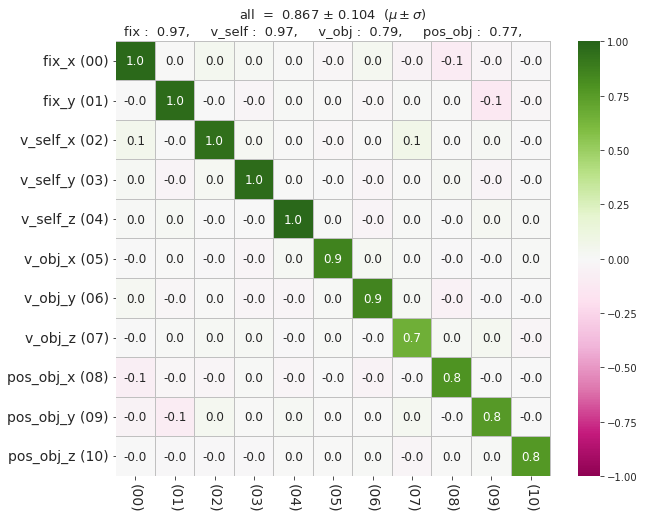 all = 0.867 ± 0.104 (μ ± σ)
fix : 0.97, v_self : 0.97, v_obj : 0.79, pos_obj : 0.77,
fix_x (00) 1.0 0.0 0.0 0.0 0.0 -0.0 0.0 -0.0 -0.1 -0.0 -0.0 1.00
fix_y (01) -0.0 1.0 -0.0 -0.0 0.0 0.0 -0.0 0.0 0.0 -0.1 -0.0 0.75
v_self_x (02) 0.1 -0.0 1.0 0.0 0.0 -0.0 0.0 0.1 0.0 0.0 -0.0 0.50
v_self_y (03) 0.0 -0.0 0.0 1.0 0.0 -0.0 -0.0 0.0 0.0 -0.0 -0.0 0.25
v_self_z (04) 0.0 0.0 -0.0 -0.0 1.0 0.0 -0.0 0.0 -0.0 0.0 0.0
v_obj_x (05) -0.0 0.0 -0.0 -0.0 0.0 0.9 0.0 0.0 -0.0 -0.0 0.0 0.00
v_obj_y (06) 0.0 -0.0 0.0 -0.0 -0.0 0.0 0.9 0.0 -0.0 -0.0 0.0 −0.25
v_obj_z (07) -0.0 0.0 0.0 0.0 -0.0 0.0 -0.0 0.7 0.0 0.0 -0.0
pos_obj_x (08) -0.1 -0.0 -0.0 0.0 -0.0 0.0 -0.0 -0.0 0.8 -0.0 -0.0 −0.50
pos_obj_y (09) -0.0 -0.1 0.0 0.0 0.0 0.0 0.0 0.0 -0.0 0.8 -0.0 −0.75
pos_obj_z (10) -0.0 -0.0 -0.0 -0.0 0.0 -0.0 0.0 -0.0 0.0 0.0 0.8 −1.00
(00) (01) (02) (03) (04) (05) (06) (07) (08) (09) (10)